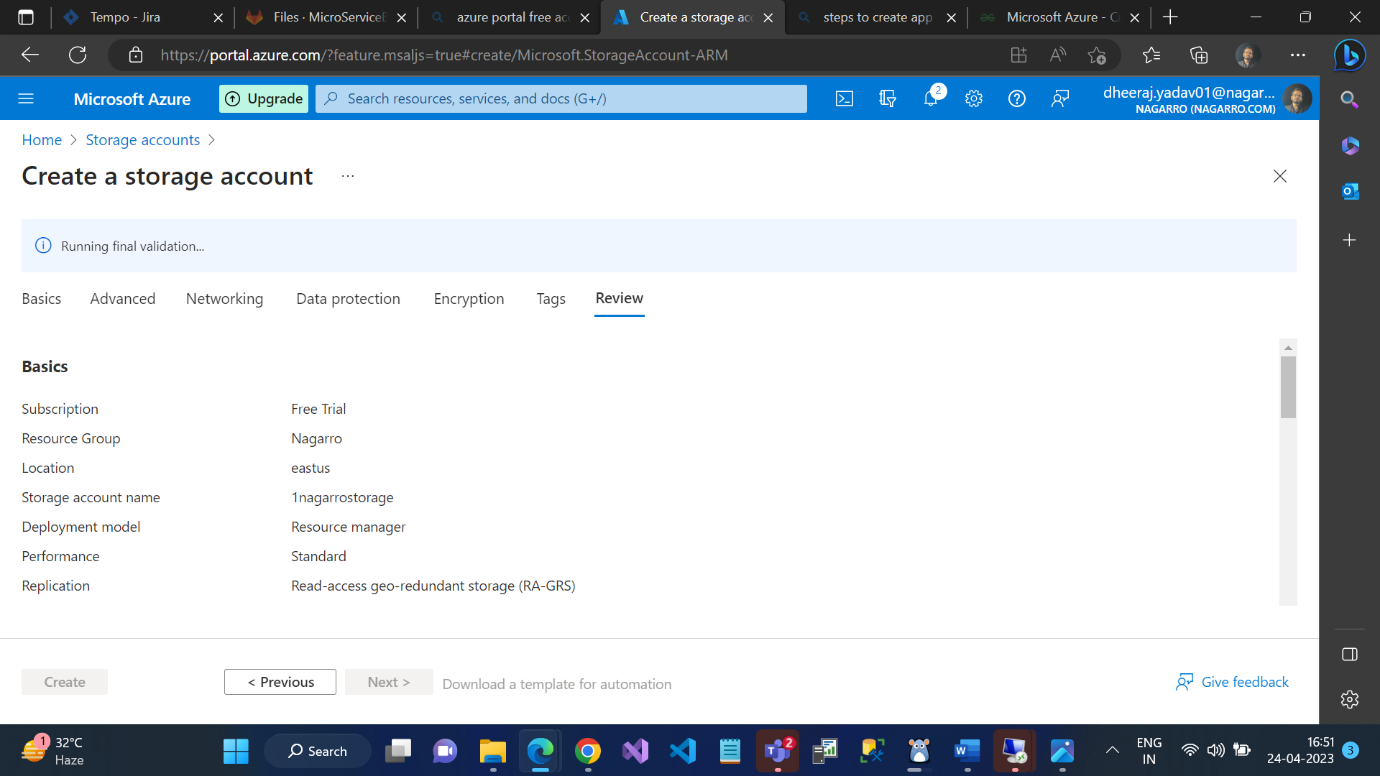 Tempo - Jira
Files · MicroServiceE
azure portal free acc
Create a storage acc
steps to create app
Microsoft Azure - C
https://portal.azure.com/?feature.msaljs=true#create/Microsoft.StorageAccount-ARM
Microsoft Azure
Upgrade
Search resources, services, and docs (G+/)
2
dheeraj.yadav01@nagar...
NAGARRO (NAGARRO.COM)
Home > Storage accounts >
Create a storage account ...
Running final validation...
Basics Advanced Networking Data protection Encryption Tags Review
Basics
Subscription Free Trial
Resource Group Nagarro
Location eastus
Storage account name 1nagarrostorage
Deployment model Resource manager
Performance Standard
Replication Read-access geo-redundant storage (RA-GRS)
Create < Previous Next > Download a template for automation Give feedback
1
32°C
Haze
Search
2
ENG
IN
16:51
24-04-2023
3